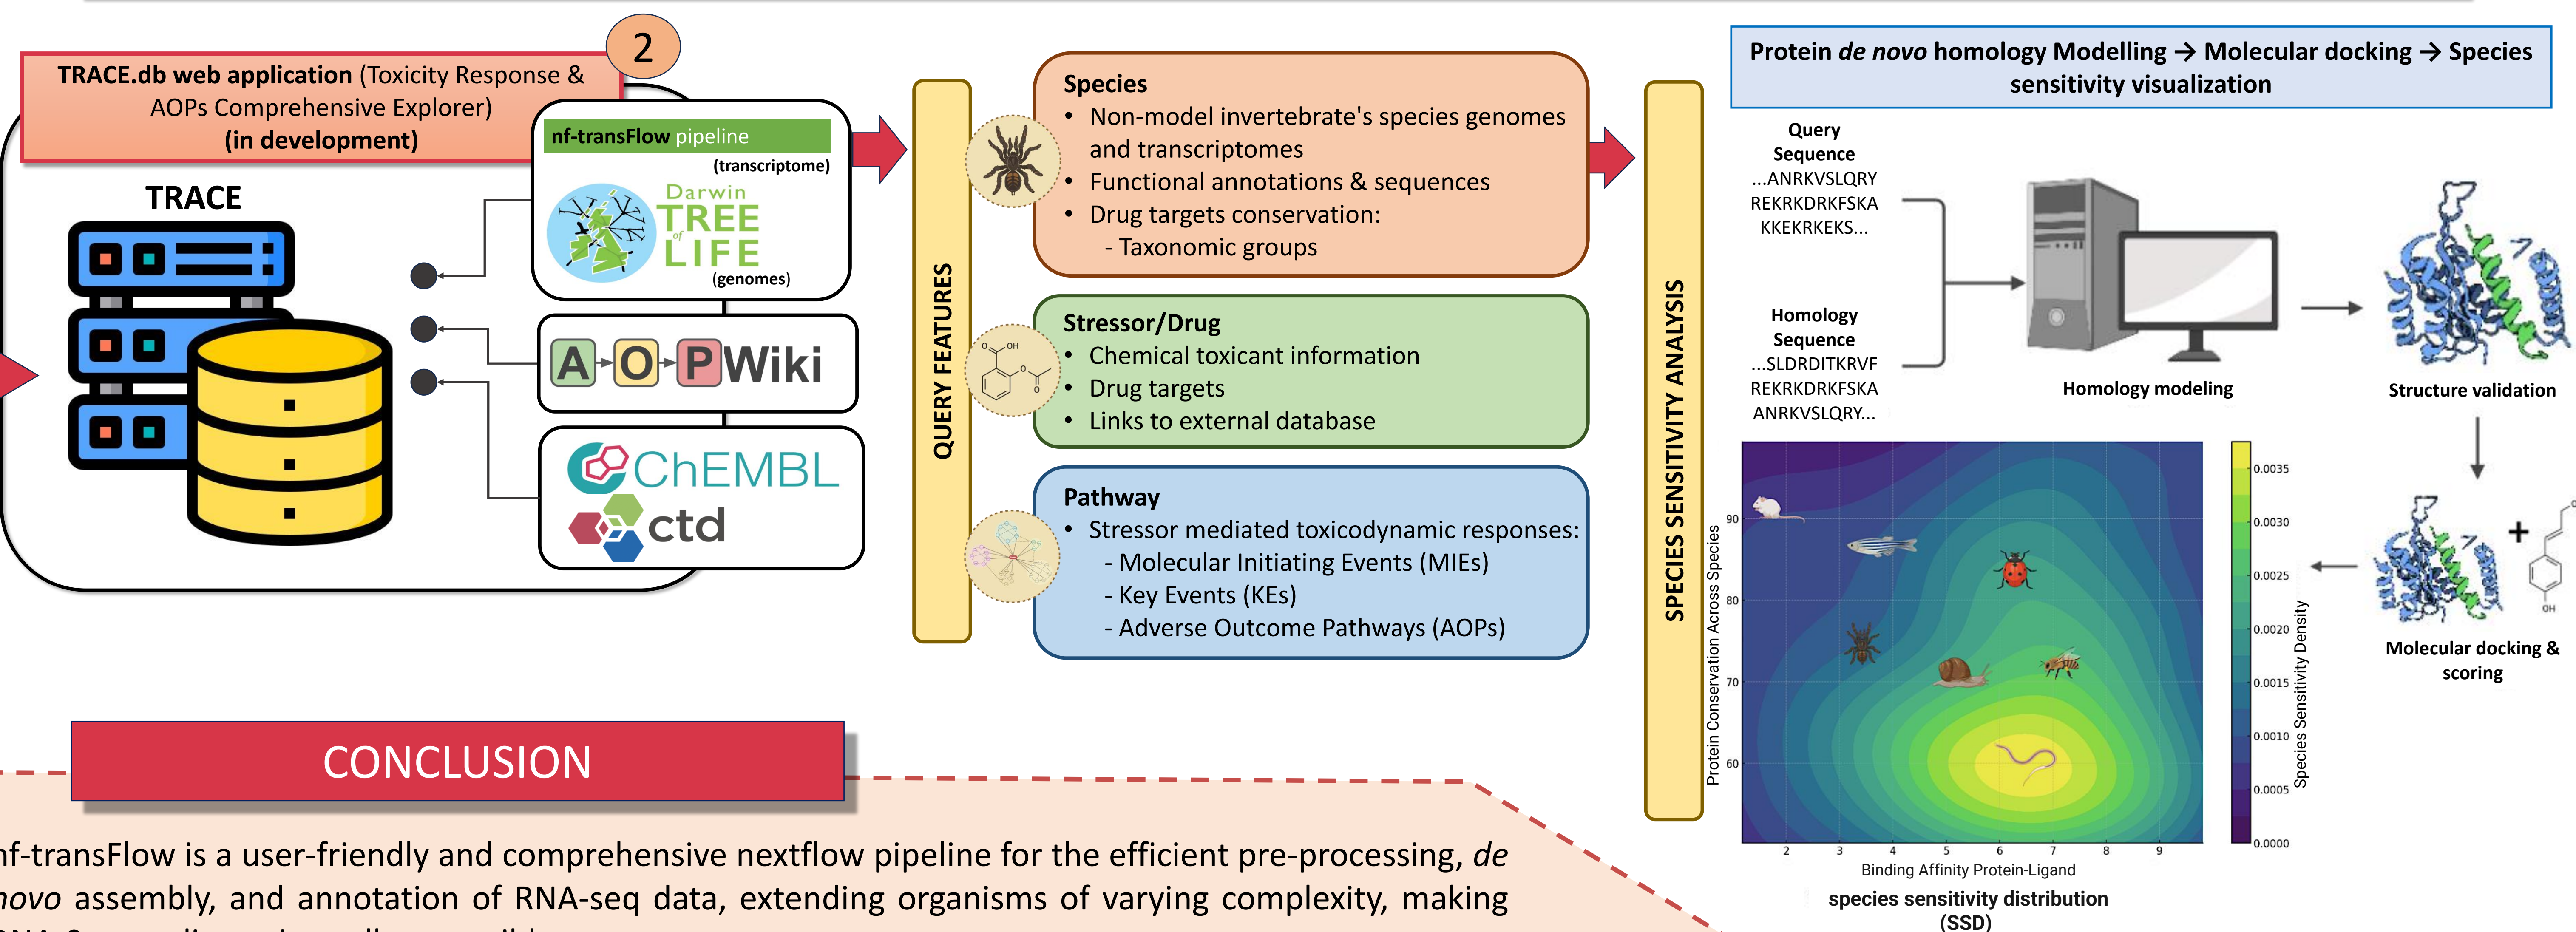 2
TRACE.db web application (Toxicity Response &
AOPs Comprehensive Explorer)
(in development)
TRACE
nf-transFlow pipeline
(transcriptome)
Darwin
TREE
of
LIFE
(genomes)
A O P Wiki
ChEMBL
ctd
QUERY FEATURES
Species
• Non-model invertebrate's species genomes
and transcriptomes
• Functional annotations & sequences
• Drug targets conservation:
- Taxonomic groups
Stressor/Drug
• Chemical toxicant information
• Drug targets
• Links to external database
O
OH
O
O
Pathway
• Stressor mediated toxicodynamic responses:
- Molecular Initiating Events (MIEs)
- Key Events (KEs)
- Adverse Outcome Pathways (AOPs)
SPECIES SENSITIVITY ANALYSIS
Protein de novo homology Modelling → Molecular docking → Species
sensitivity visualization
Query
Sequence
...ANRKVSLQRY
REKRKDRKFSKA
KKEKRKEKS...
Homology
Sequence
...SLDRDITKRVF
REKRKDRKFSKA
ANRKVSLQRY...
Homology modeling
Structure validation
+
OH
Molecular docking &
scoring
Protein Conservation Across Species
90
80
70
60
2 3 4 5 6 7 8 9
Binding Affinity Protein-Ligand
0.0035
0.0030
0.0025
0.0020
0.0015
0.0010
0.0005
0.0000
Species Sensitivity Density
species sensitivity distribution
(SSD)
CONCLUSION
nf-transFlow is a user-friendly and comprehensive nextflow pipeline for the efficient pre-processing, de
novo assembly, and annotation of RNA-seq data, extending organisms of varying complexity, making